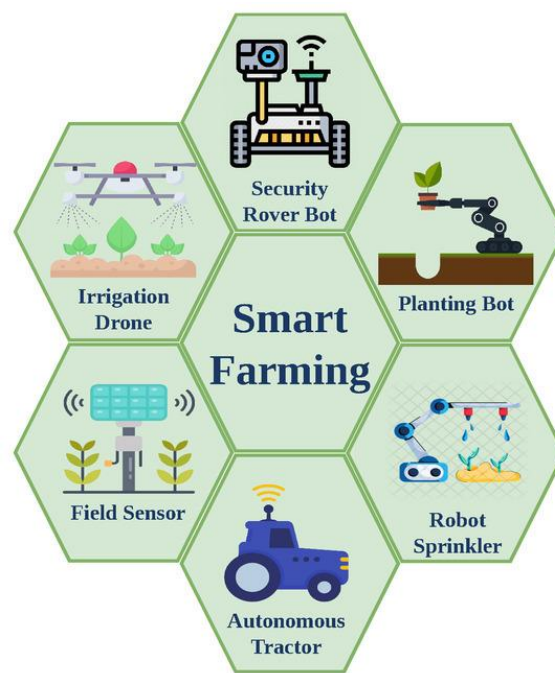 Security
Rover Bot
Irrigation
Drone
Planting Bot
Smart
Farming
Field Sensor
Robot
Sprinkler
Autonomous
Tractor